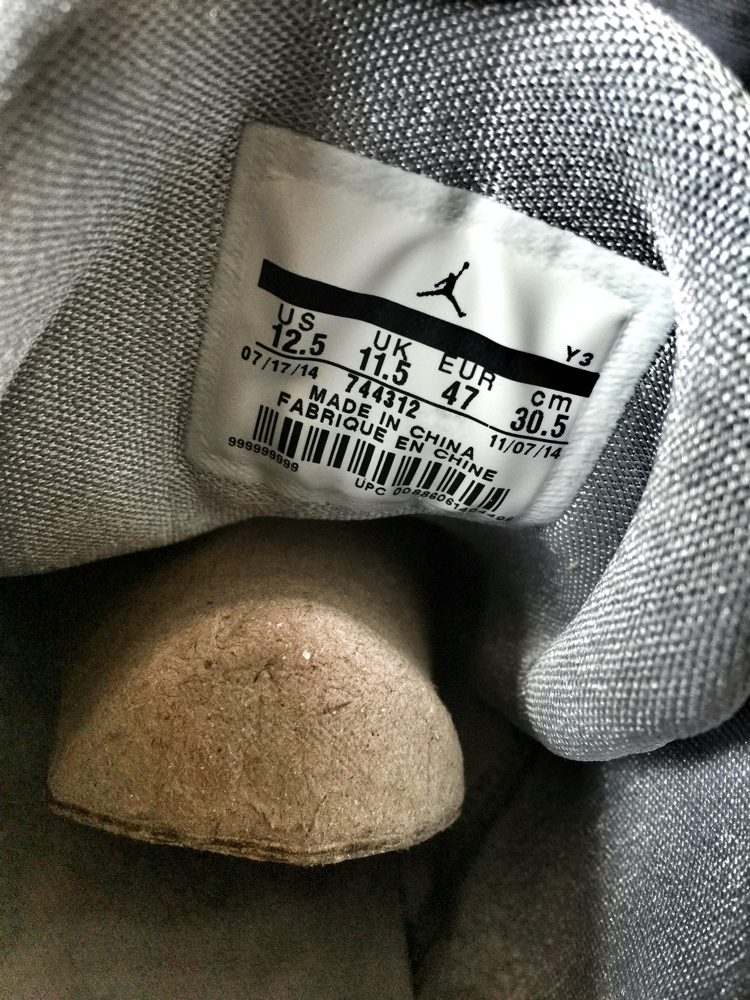 Y3
US UK EUR cm
12.5 11.5 47 30.5
07/17/14 744312 11/07/14
MADE IN CHINA
FABRIQUE EN CHINE
999999999
UPC